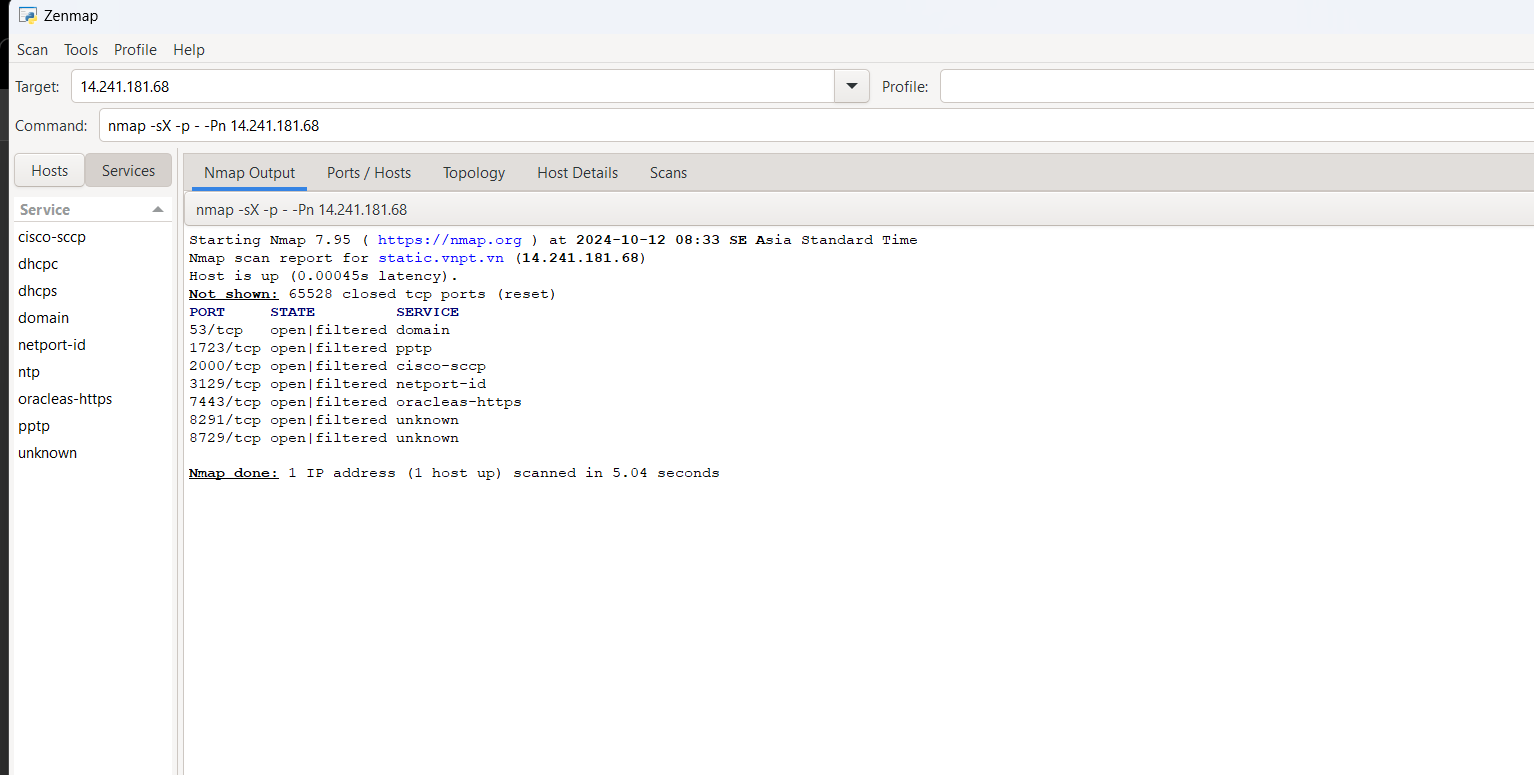 Zenmap
Scan Tools Profile Help
Target: 14.241.181.68 Profile:
Command: nmap -sX -p - -Pn 14.241.181.68
Hosts Services
Service
cisco-sccp
dhcpc
dhcps
domain
netport-id
ntp
oracleas-https
pptp
unknown
Nmap Output Ports / Hosts Topology Host Details Scans
nmap -sX -p - -Pn 14.241.181.68
Starting Nmap 7.95 ( https://nmap.org ) at 2024-10-12 08:33 SE Asia Standard Time
Nmap scan report for static.vnpt.vn (14.241.181.68)
Host is up (0.00045s latency).
Not shown: 65528 closed tcp ports (reset)
PORT STATE SERVICE
53/tcp open|filtered domain
1723/tcp open|filtered pptp
2000/tcp open|filtered cisco-sccp
3129/tcp open|filtered netport-id
7443/tcp open|filtered oracleas-https
8291/tcp open|filtered unknown
8729/tcp open|filtered unknown
Nmap done: 1 IP address (1 host up) scanned in 5.04 seconds